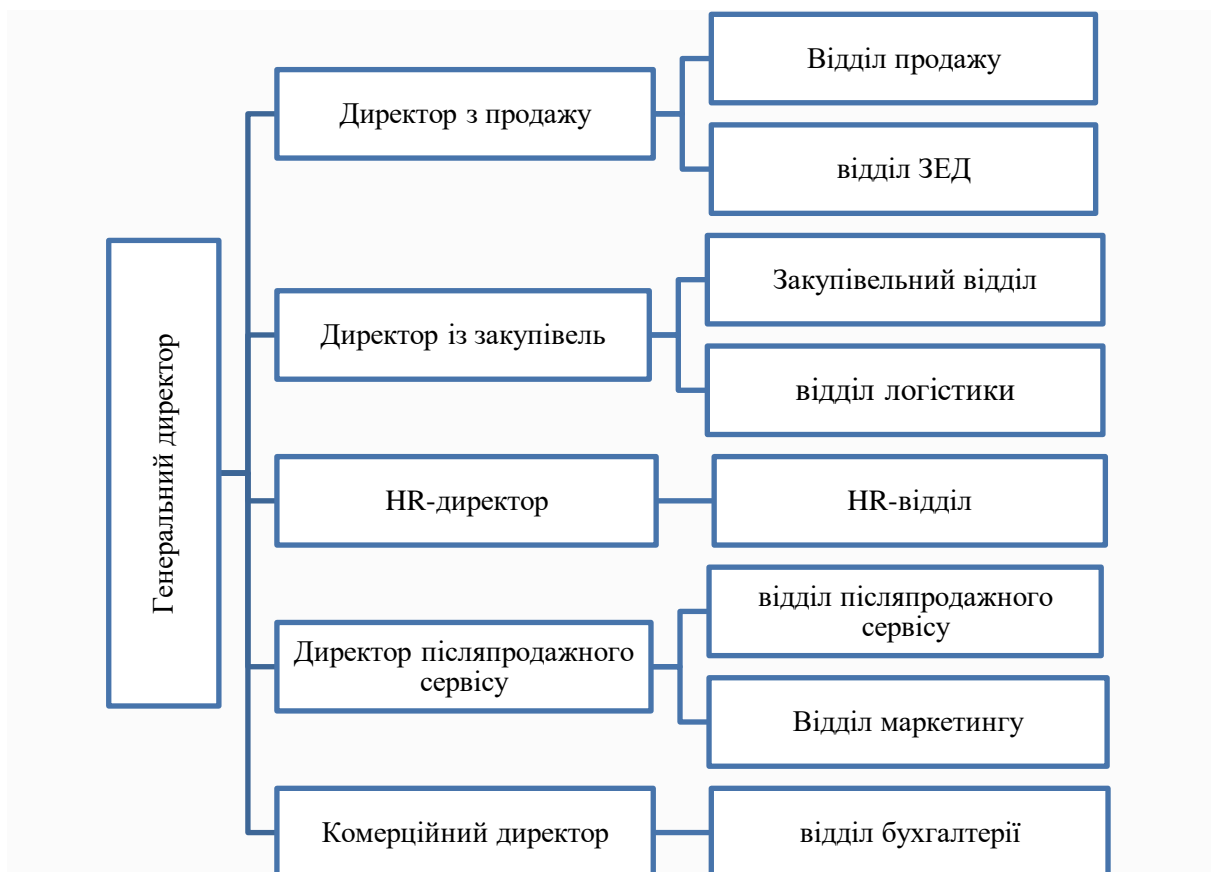 Генеральний директор
Директор з продажу
Відділ продажу
відділ ЗЕД
Директор із закупівель
Закупівельний відділ
відділ логістики
HR-директор
HR-відділ
Директор післяпродажного
сервісу
відділ післяпродажного
сервісу
Відділ маркетингу
Комерційний директор
відділ бухгалтерії